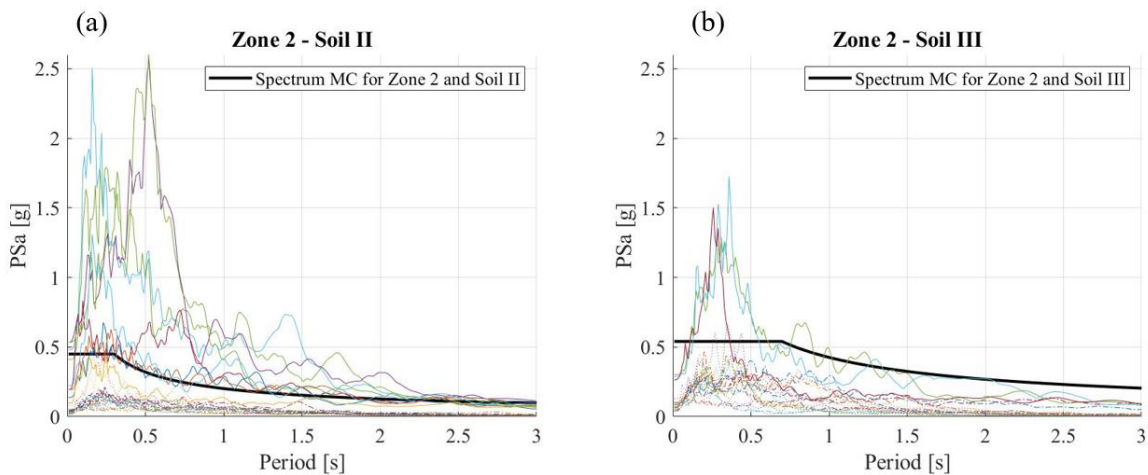 (a)
Zone 2 - Soil II
Spectrum MC for Zone 2 and Soil II
PSa [g]
2.5
2
1.5
1
0.5
0
0 0.5 1 1.5 2 2.5 3
Period [s]
(b)
Zone 2 - Soil III
Spectrum MC for Zone 2 and Soil III
PSa [g]
2.5
2
1.5
1
0.5
0
0 0.5 1 1.5 2 2.5 3
Period [s]